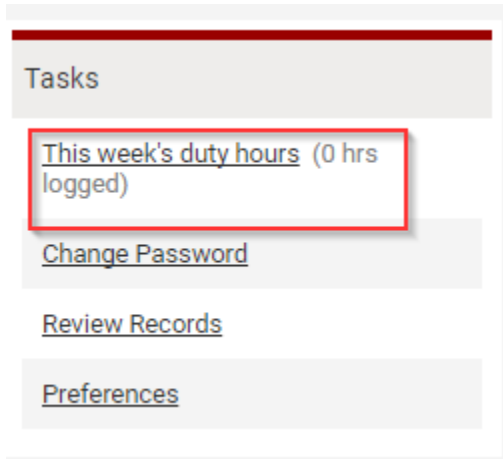 Tasks
This week's duty hours (0 hrs
logged)
Change Password
Review Records
Preferences